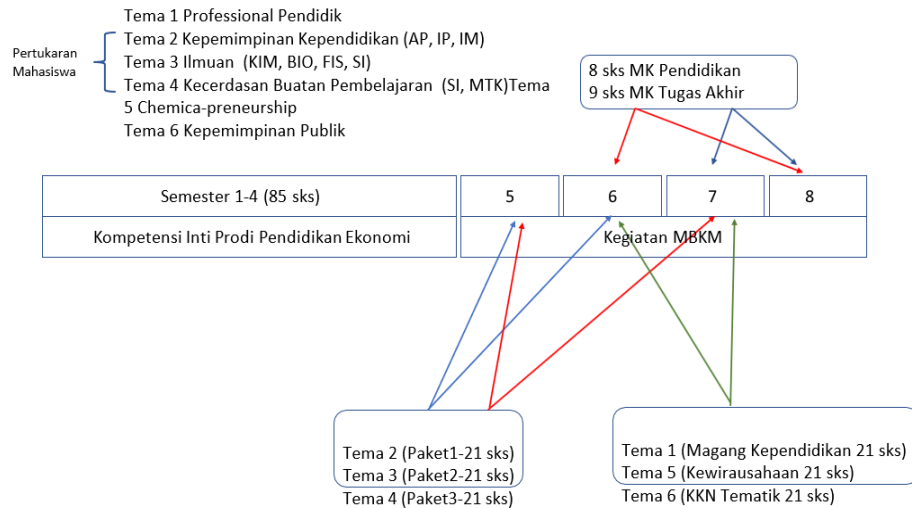 Tema 1 Professional Pendidik
Pertukaran
Mahasiswa
Tema 2 Kepemimpinan Kependidikan (AP, IP, IM)
Tema 3 Ilmuan  (KIM, BIO, FIS, SI)
Tema 4 Kecerdasan Buatan Pembelajaran  (SI, MTK)Tema
5 Chemica-preneurship
Tema 6 Kepemimpinan Publik
8 sks MK Pendidikan
9 sks MK Tugas Akhir
Semester 1-4 (85 sks)
5
6
7
8
Kompetensi Inti Prodi Pendidikan Ekonomi
Kegiatan MBKM
Tema 2 (Paket1-21 sks)
Tema 3 (Paket2-21 sks)
Tema 4 (Paket3-21 sks)
Tema 1 (Magang Kependidikan 21 sks)
Tema 5 (Kewirausahaan 21 sks)
Tema 6 (KKN Tematik 21 sks)